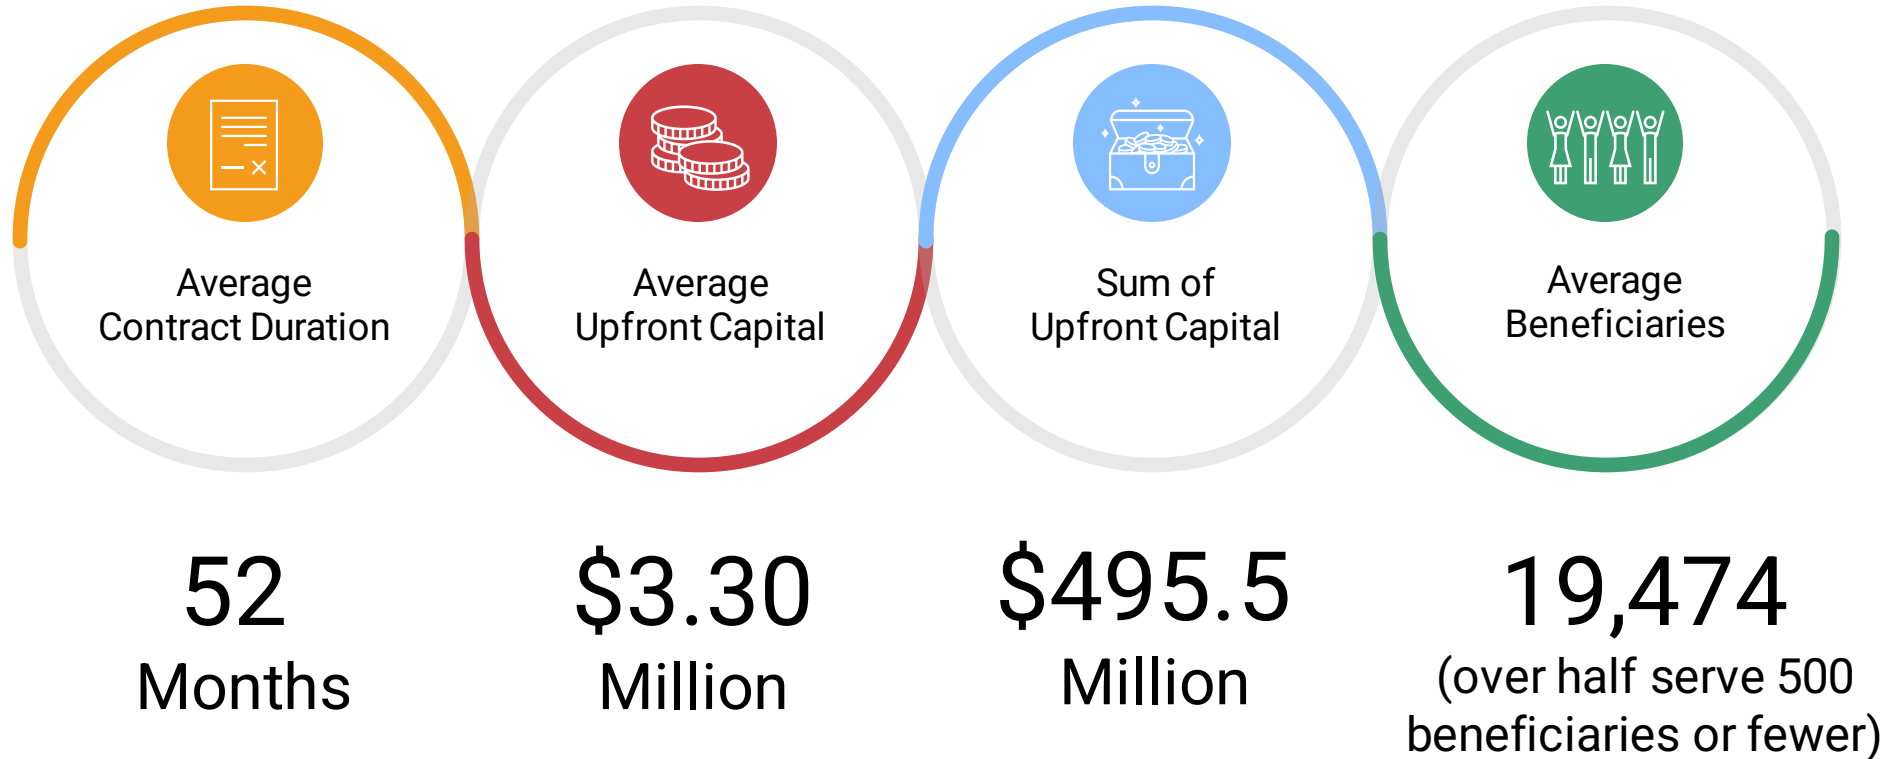 Average
Contract Duration
52
Months
Average
Upfront Capital
$3.30
Million
Sum of
Upfront Capital
$495.5
Million
Average
Beneficiaries
19,474
(over half serve 500
beneficiaries or fewer)